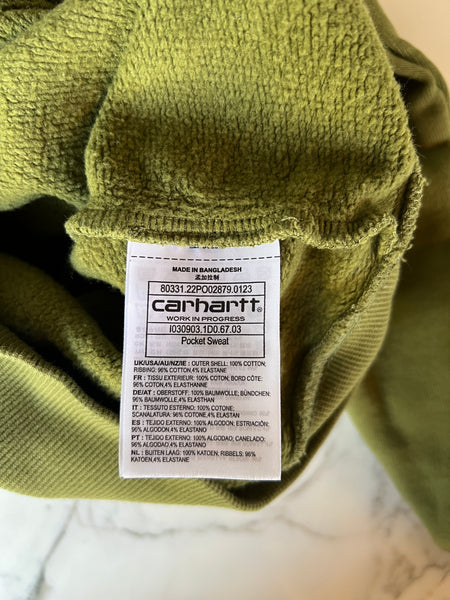 MADE IN BANGLADESH
孟加拉制
80331.22PO02879.0123
carhartt®
WORK IN PROGRESS
I030903.1D0.67.03
Pocket Sweat
UK/USA/AU/NZ/IE : OUTER SHELL: 100% COTTON,
RIBBING: 96% COTTON,4% ELASTANE
FR : TISSU EXTERIEUR: 100% COTON, BORD CÔTE:
96% COTON, 4% ELASTHANNE
DE/AT : OBERSTOFF: 100% BAUMWOLLE; BÜNDCHEN:
96% BAUMWOLLE,4% ELASTHAN
IT : TESSUTO ESTERNO: 100% COTONE;
SCANALATURA: 96% COTONE, 4% ELASTAN
ES : TEJIDO EXTERNO: 100% ALGODON; ESTRIACIÓN:
96% ALGODON,4% ELASTANO
PT : TEJIDO EXTERNO: 100% ALGODAO; CANELADO:
96% ALGODAO,4% ELASTANO
NL : BUITEN LAAG: 100% KATOEN, RIBBELS: 96%
KATOEN,4% ELASTANE